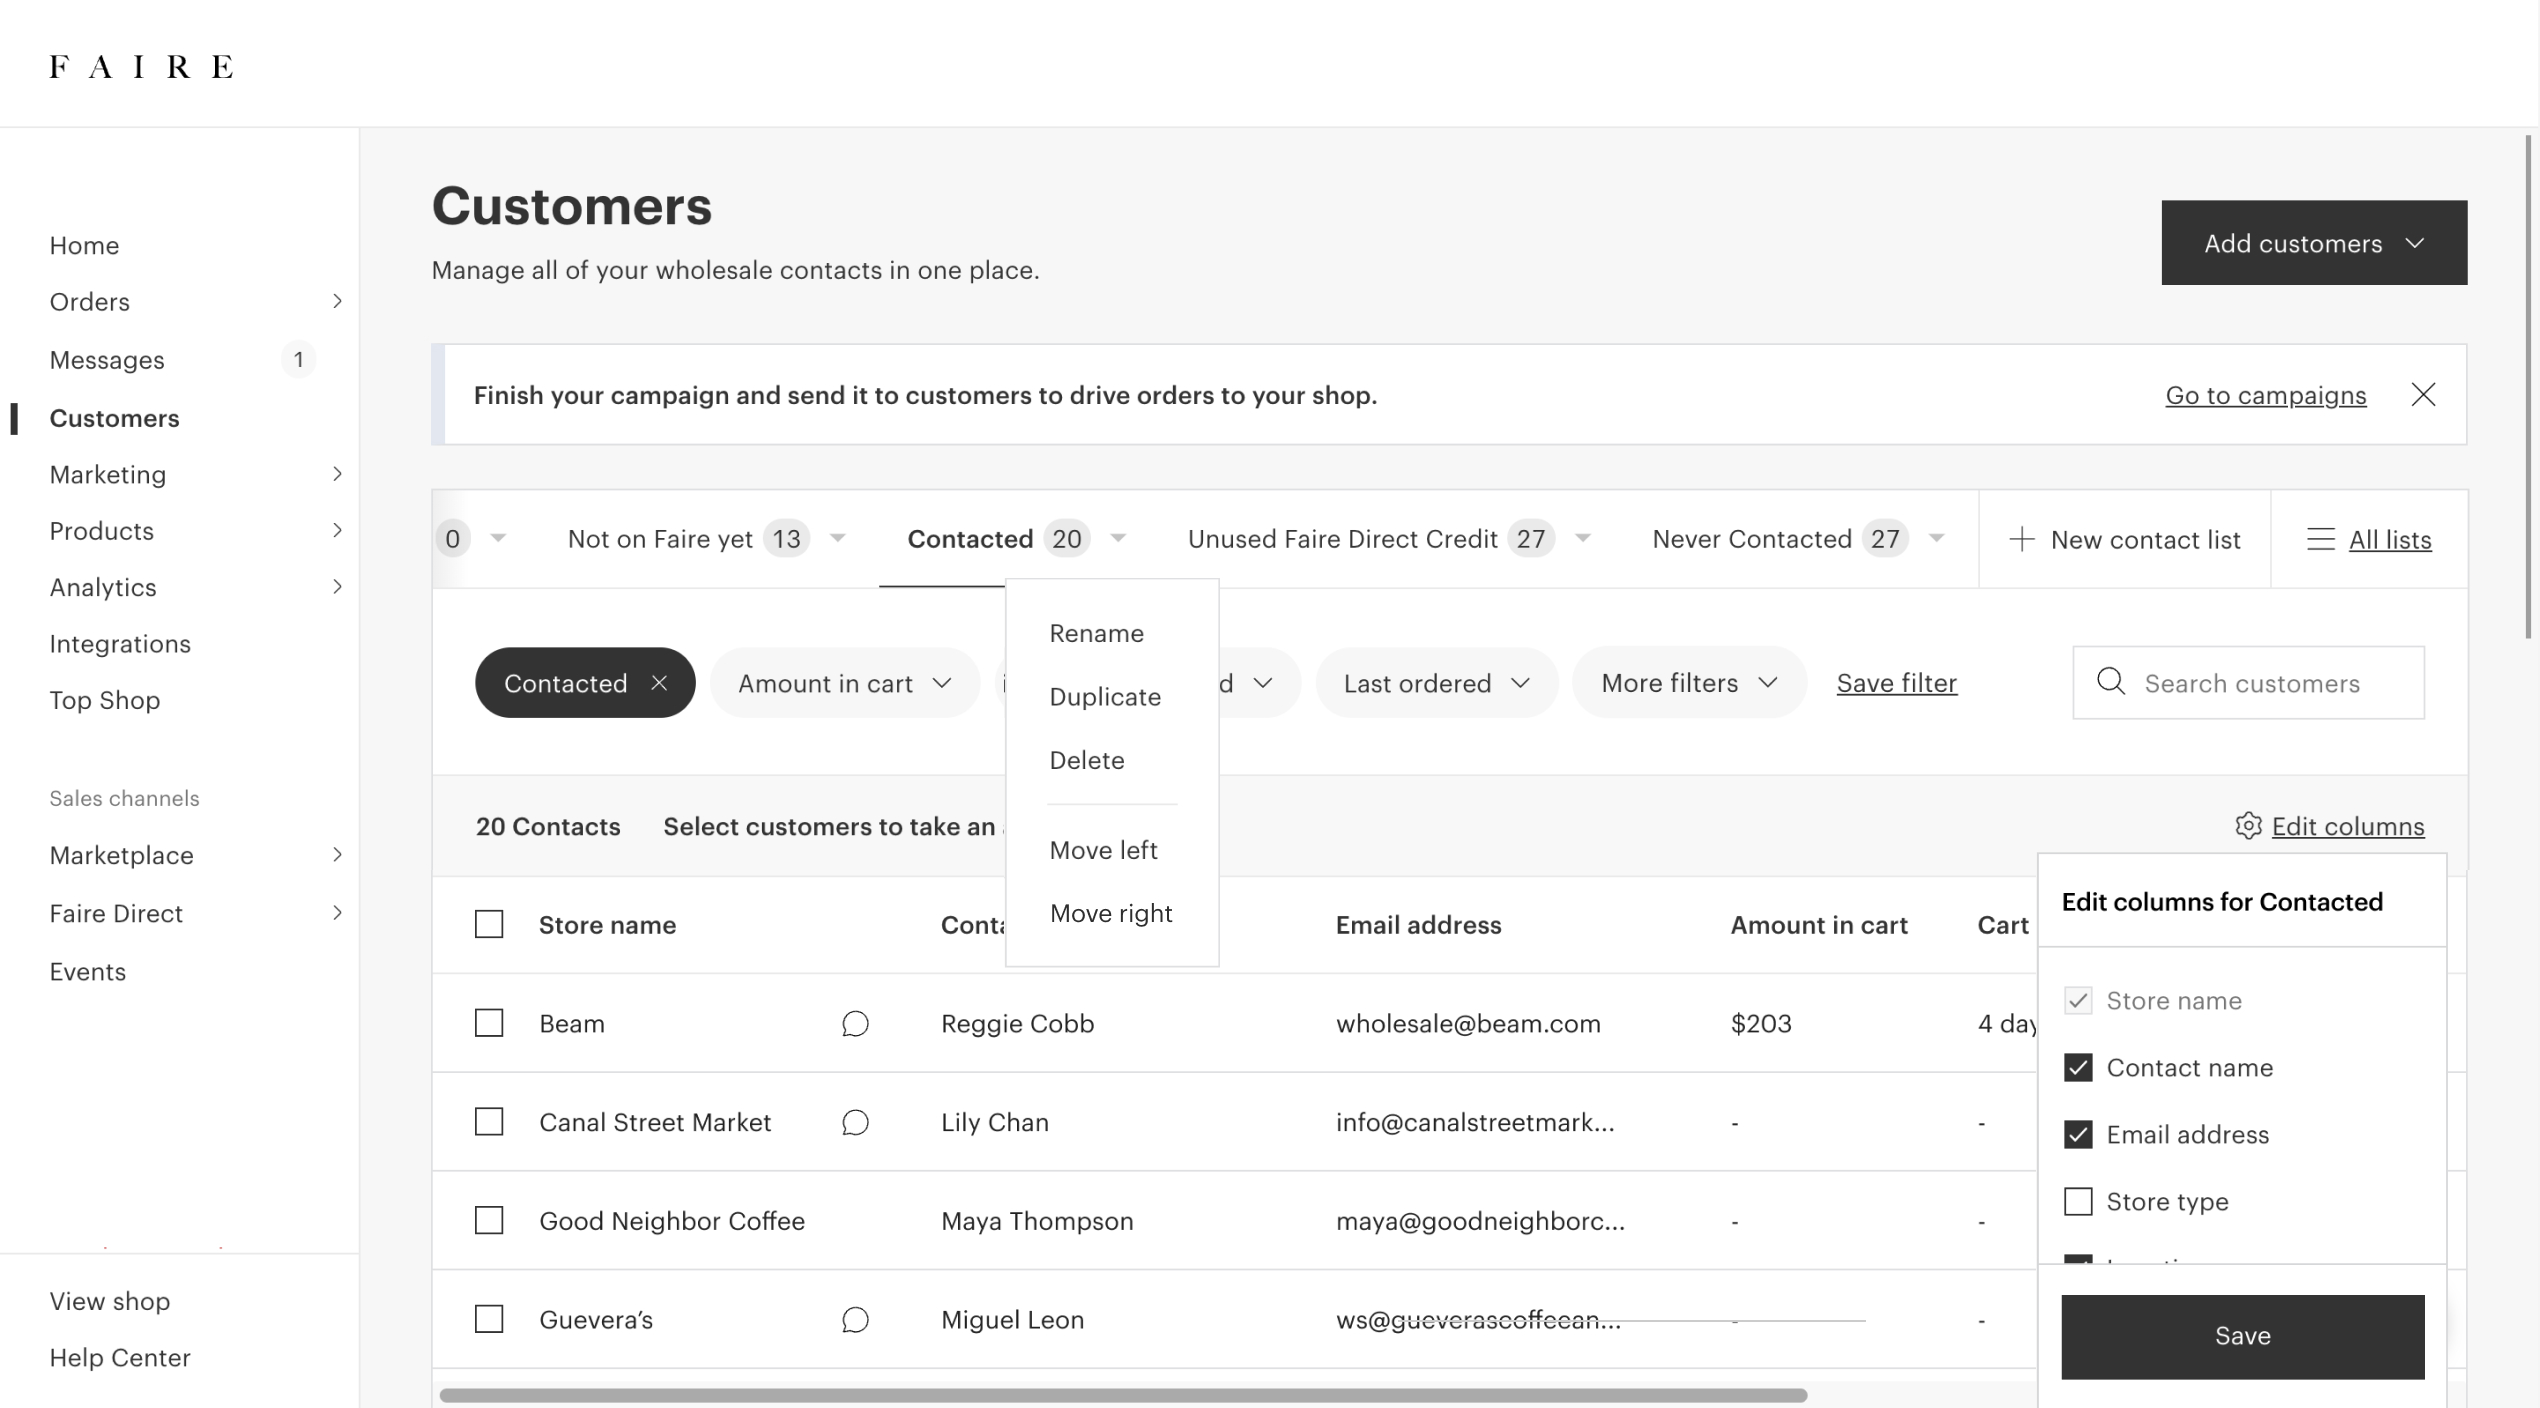 FAIRE
Home
Orders
Messages 1
Customers
Marketing
Products
Analytics
Integrations
Top Shop
Sales channels
Marketplace
Faire Direct
Events
View shop
Help Center
Customers
Manage all of your wholesale contacts in one place.
Add customers
Finish your campaign and send it to customers to drive orders to your shop.
Go to campaigns
0 Not on Faire yet 13 Contacted 20 Unused Faire Direct Credit 27 Never Contacted 27 New contact list All lists
Rename
Duplicate
Delete
Move left
Move right
Contacted Amount in cart d Last ordered More filters Save filter Search customers
20 Contacts Select customers to take an Edit columns
Store name Conta Email address Amount in cart Cart
Beam Reggie Cobb wholesale@beam.com $203 4 day
Canal Street Market Lily Chan info@canalstreetmark... - -
Good Neighbor Coffee Maya Thompson maya@goodneighborc... - -
Guevera’s Miguel Leon ws@gueverascoffeean... - -
Edit columns for Contacted
Store name
Contact name
Email address
Store type
Save